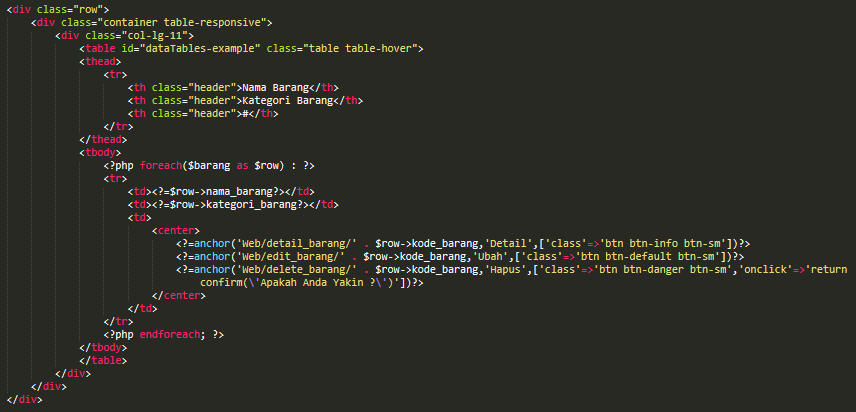 <div class="row">
<div class="container table-responsive">
<div class="col-lg-11">
<table id="dataTables-example" class="table table-hover">
<thead>
<tr>
<th class="header">Nama Barang</th>
<th class="header">Kategori Barang</th>
<th class="header">#</th>
</tr>
</thead>
<tbody>
<?php foreach($barang as $row) : ?>
<tr>
<td><?=$row->nama_barang?></td>
<td><?=$row->kategori_barang?></td>
<td>
<center>
<?=anchor('Web/detail_barang/' . $row->kode_barang,'Detail',['class'=>'btn btn-info btn-sm'])?>
<?=anchor('Web/edit_barang/' . $row->kode_barang,'Ubah',['class'=>'btn btn-default btn-sm'])?>
<?=anchor('Web/delete_barang/' . $row->kode_barang,'Hapus',['class'=>'btn btn-danger btn-sm','onclick'=>'return
confirm(\'Apakah Anda Yakin ?\')'])?>
</center>
</td>
</tr>
<?php endforeach; ?>
</tbody>
</table>
</div>
</div>
</div>